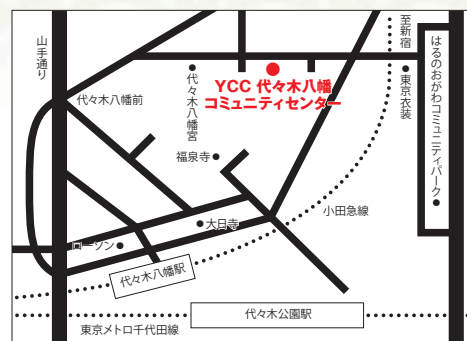 山手通り
至新宿
はるのおがわコミュニティパーク
代々木八幡宮
YCC 代々木八幡
コミュニティセンター
東京衣装
代々木八幡前
福泉寺
大日寺
小田急線
ローソン
代々木八幡駅
代々木公園駅
東京メトロ千代田線